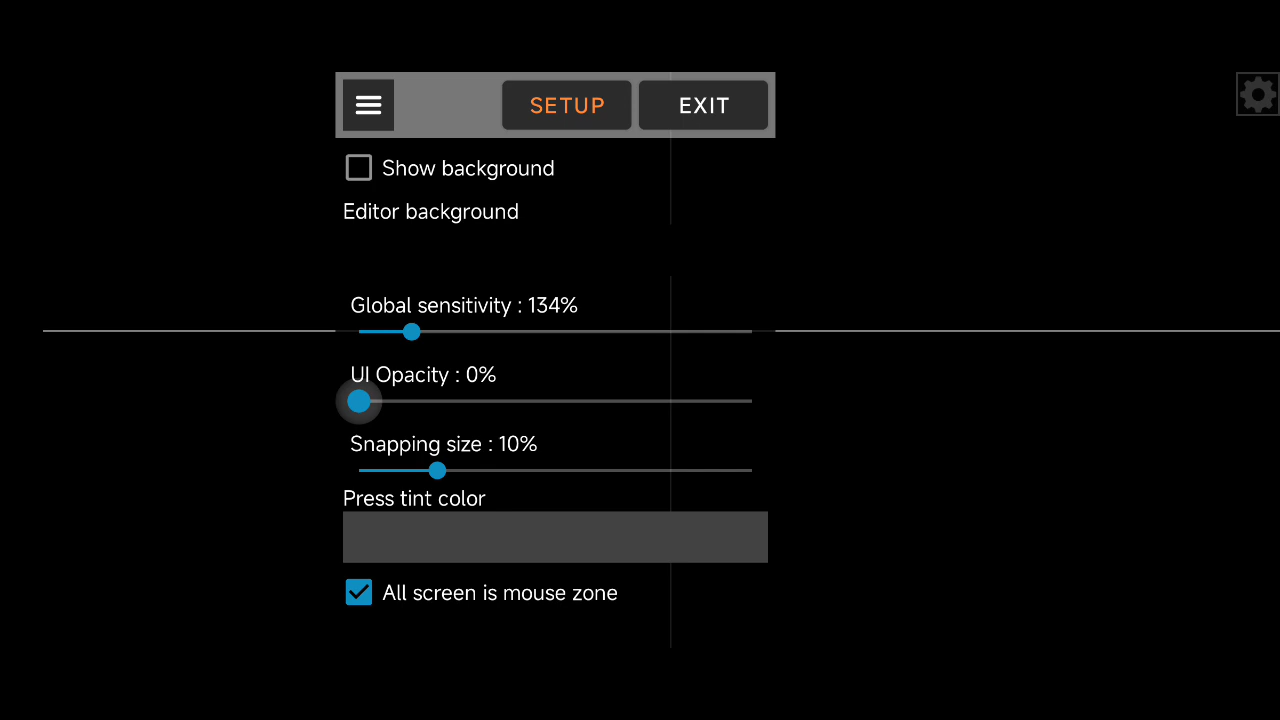 SETUP
EXIT
Show background
Editor background
Global sensitivity : 134%
UI Opacity : 0%
Snapping size : 10%
Press tint color
All screen is mouse zone